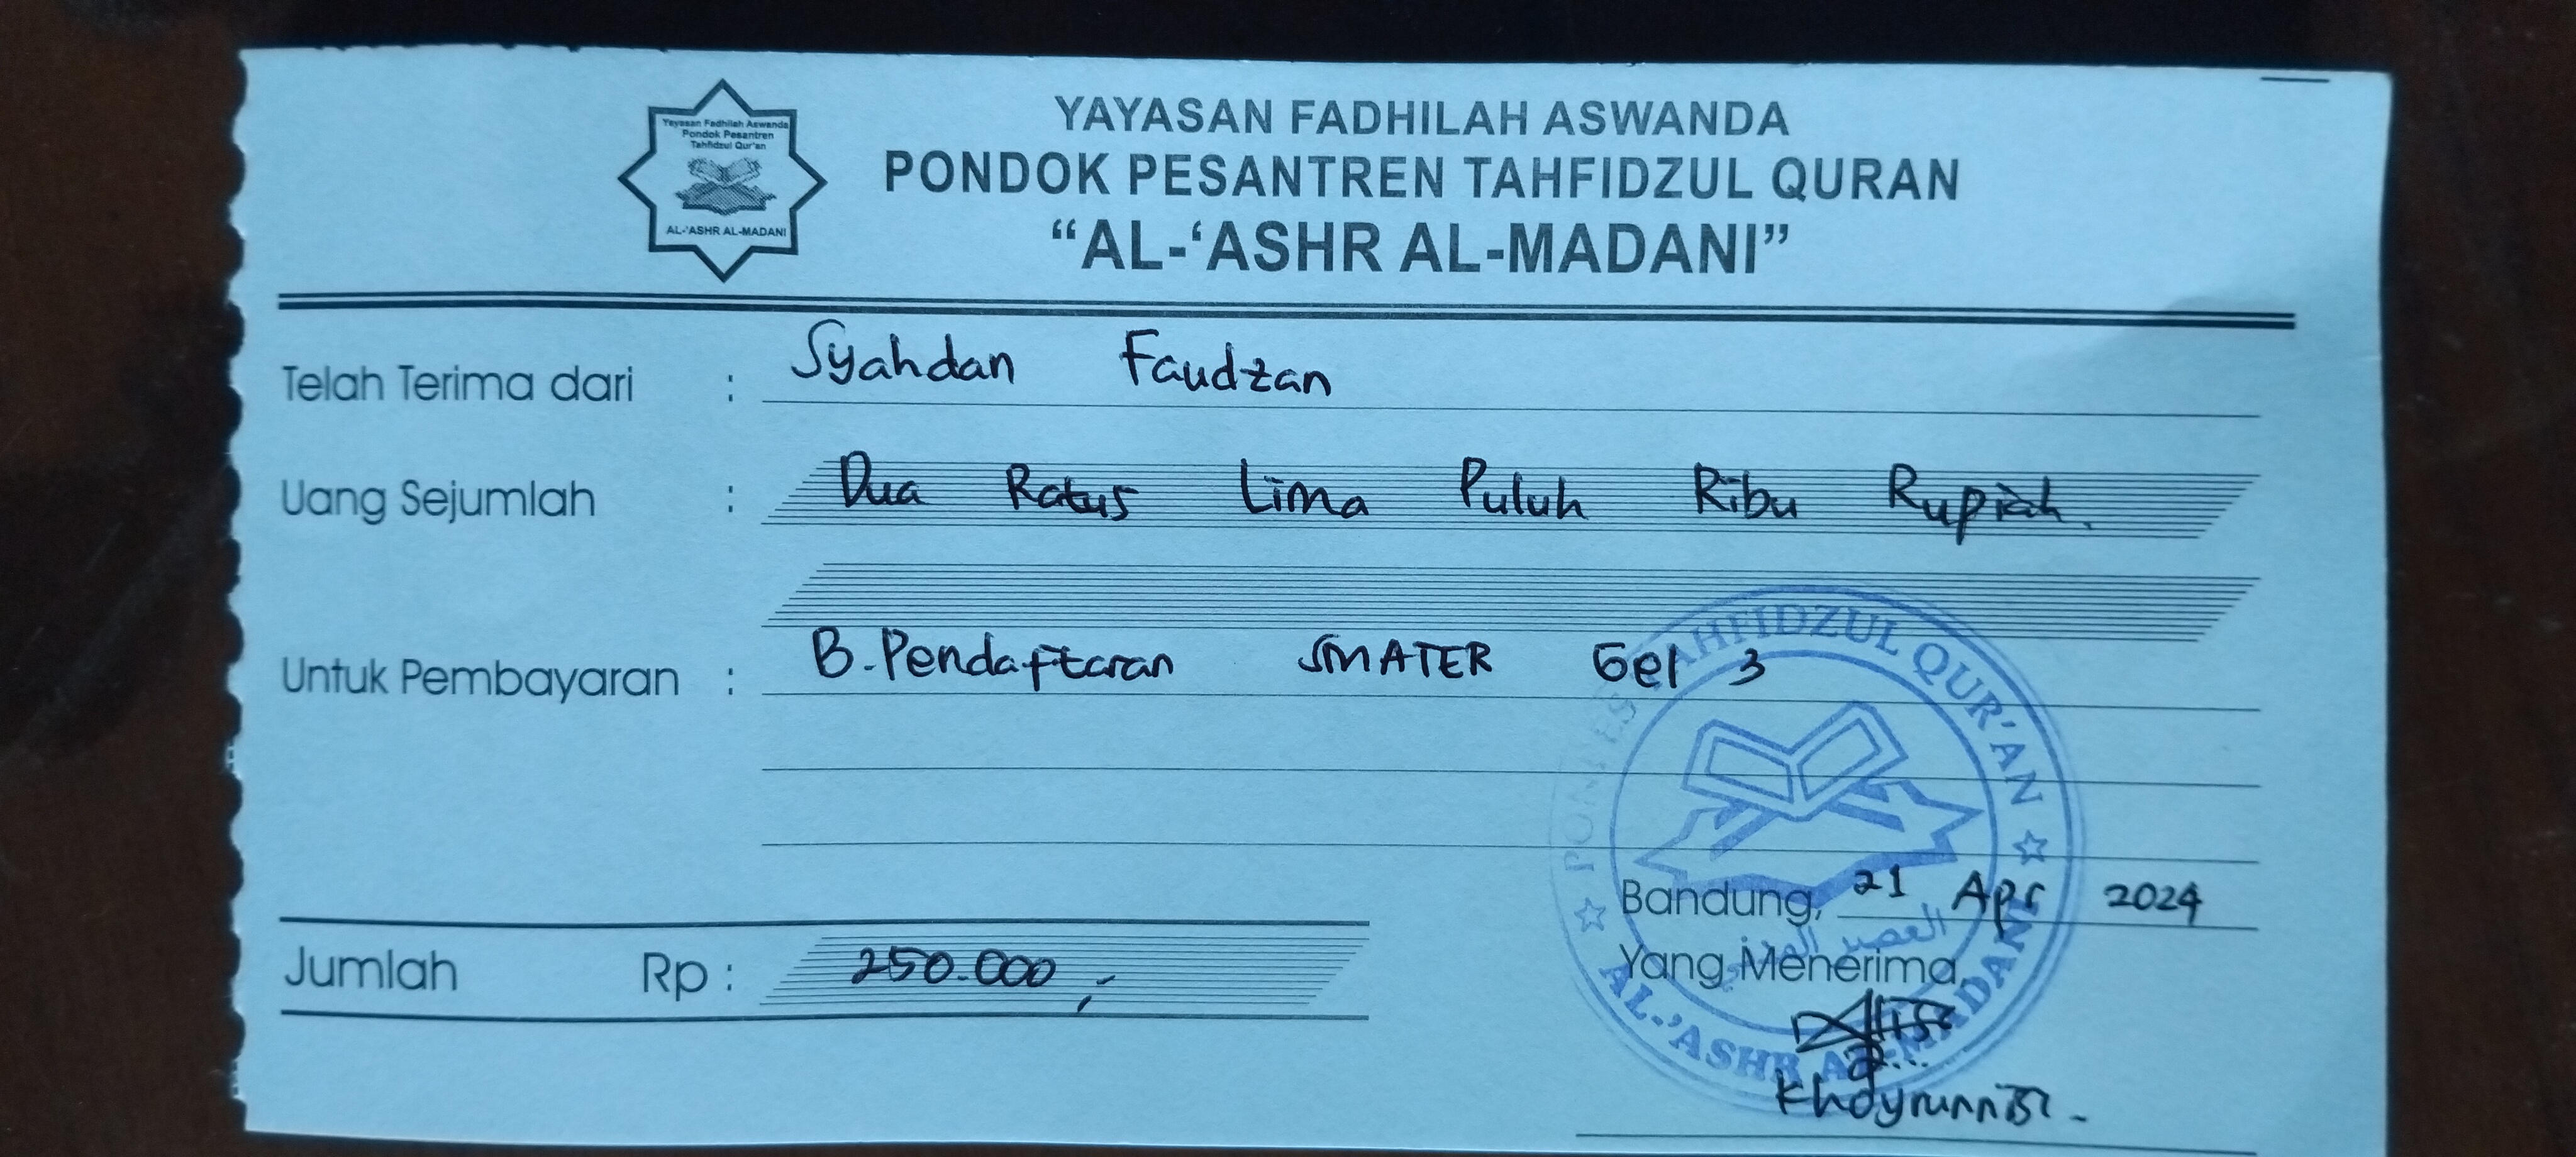 Yayasan Fadhilah Aswanda
Pondok Pesantren
Tahfidzul Qur'an
AL-'ASHR AL-MADANI
YAYASAN FADHILAH ASWANDA
PONDOK PESANTREN TAHFIDZUL QURAN
“AL-‘ASHR AL-MADANI”
Telah Terima dari : Syahdan Faudzan
Uang Sejumlah : Dua Ratus Lima Puluh Ribu Rupiah.
Untuk Pembayaran : B. Pendaftaran SMATER Gel 3
Jumlah Rp : 250.000,-
Bandung, 21 Apr 2024
Yang Menerima
PONPES TAHFIDZUL QUR'AN
AL-'ASHR AL-MADANI